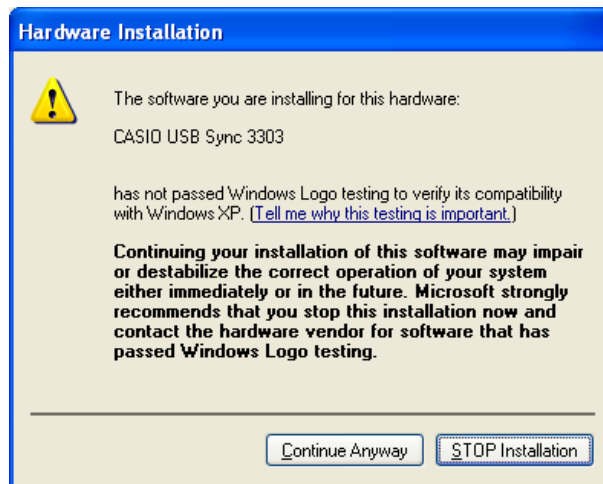 Hardware Installation
The software you are installing for this hardware:
CASIO USB Sync 3303
has not passed Windows Logo testing to verify its compatibility
with Windows XP. (Tell me why this testing is important.)
Continuing your installation of this software may impair
or destabilize the correct operation of your system
either immediately or in the future. Microsoft strongly
recommends that you stop this installation now and
contact the hardware vendor for software that has
passed Windows Logo testing.
Continue Anyway
STOP Installation